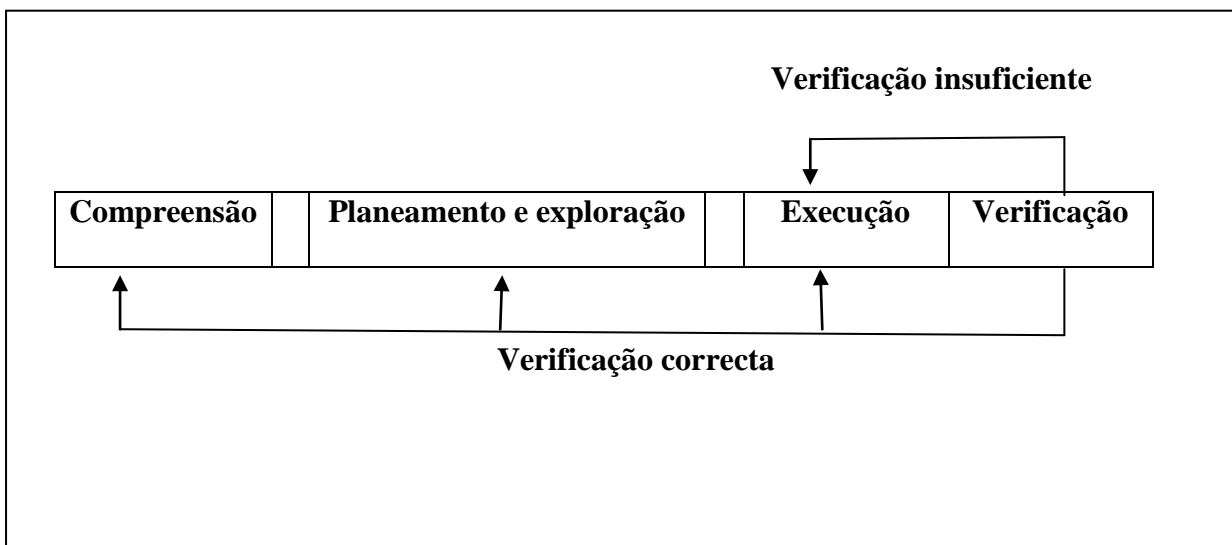 Verificação insuficiente
Compreensão
Planeamento e exploração
Execução
Verificação
Verificação correcta